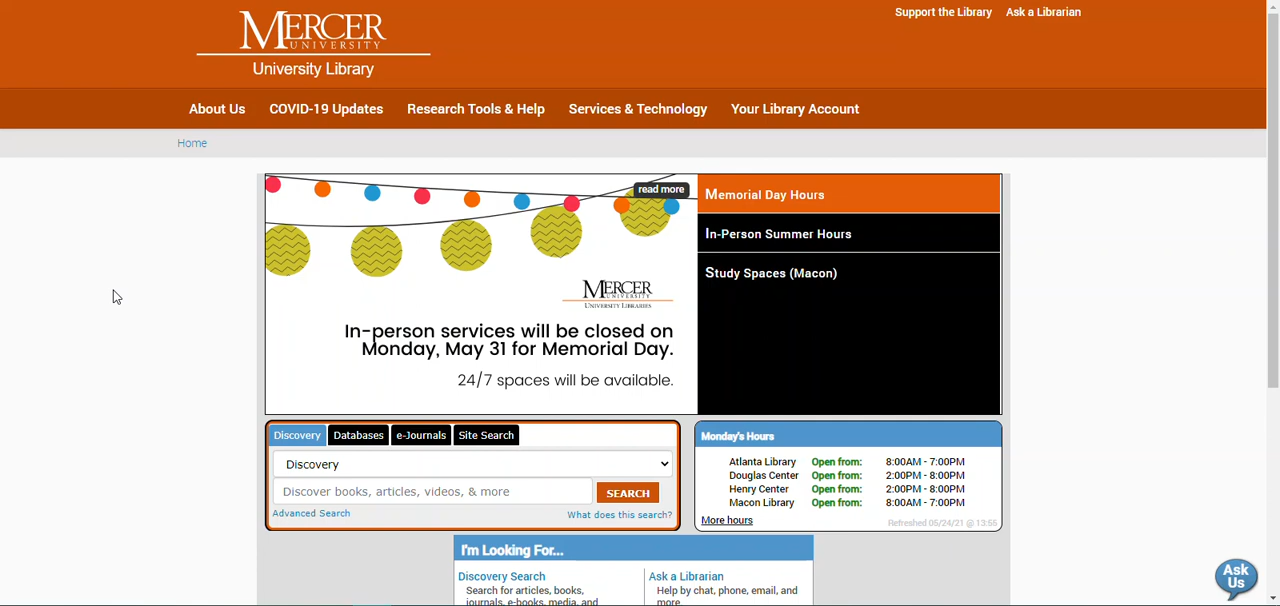 MERCER
UNIVERSITY
University Library
Support the Library Ask a Librarian
About Us COVID-19 Updates Research Tools & Help Services & Technology Your Library Account
Home
read more
MERCER
UNIVERSITY
UNIVERSITY LIBRARIES
In-person services will be closed on
Monday, May 31 for Memorial Day.
24/7 spaces will be available.
Memorial Day Hours
In-Person Summer Hours
Study Spaces (Macon)
Discovery Databases e-Journals Site Search
Discovery
Discover books, articles, videos, & more SEARCH
Advanced Search What does this search?
Monday's Hours
Atlanta Library Open from: 8:00AM - 7:00PM
Douglas Center Open from: 2:00PM - 8:00PM
Henry Center Open from: 2:00PM - 8:00PM
Macon Library Open from: 8:00AM - 7:00PM
More hours Refreshed 05/24/21 @ 13:55
I'm Looking For...
Discovery Search
Search for articles, books,
journals, e-books, media, and
Ask a Librarian
Help by chat, phone, email, and
more.
Ask
Us